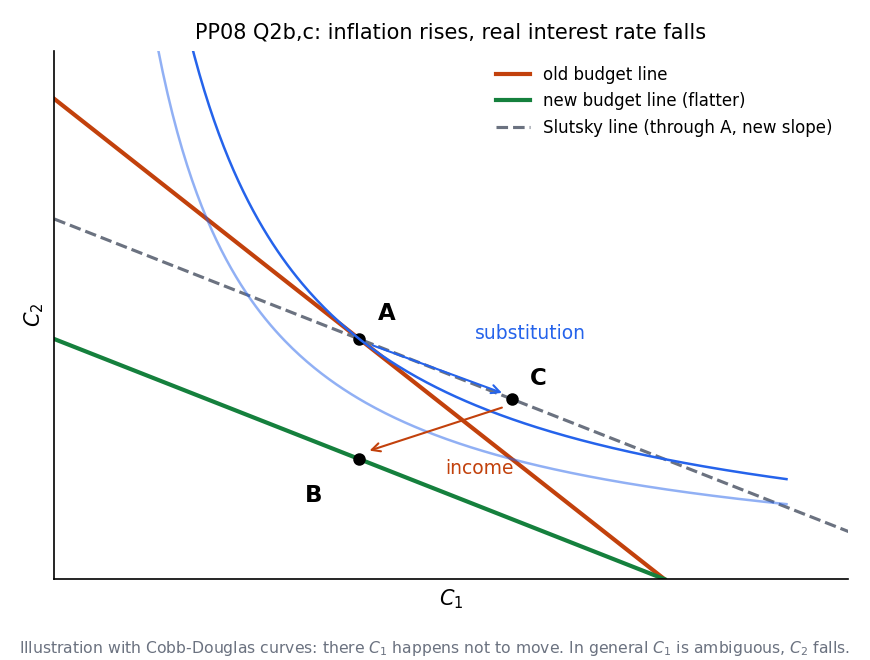 PP08 Q2b,c: inflation rises, real interest rate falls
old budget line
new budget line (flatter)
Slutsky line (through A, new slope)
A
substitution
C
C₂
income
B
C₁
Illustration with Cobb-Douglas curves: there C₁ happens not to move. In general C₁ is ambiguous, C₂ falls.